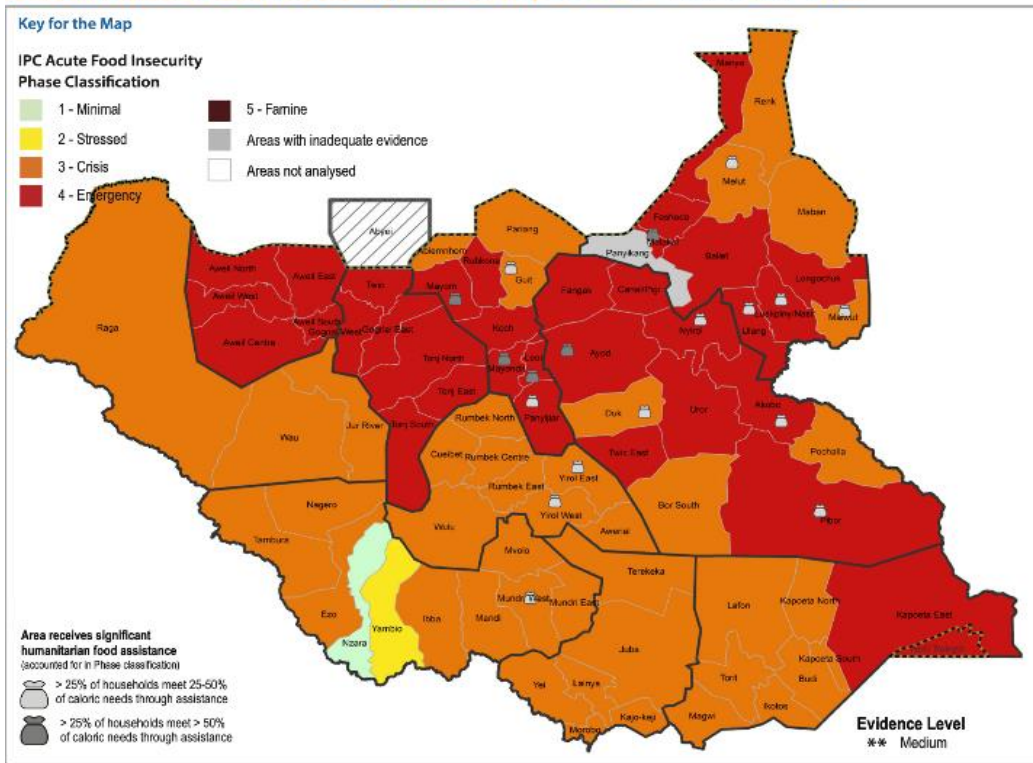 Key for the Map
IPC Acute Food Insecurity
Phase Classification
1 - Minimal
2 - Stressed
3 - Crisis
4 - Emergency
5 - Famine
Areas with inadequate evidence
Areas not analysed
Manyo
Renk
Melut
Maban
Fashoda
Malakal
Panyikang
Baliet
Longochuk
Luakpiny/Nasir
Maiwut
Ulang
Abyei
Abiemnhom
Pariang
Rubkona
Guit
Mayom
Koch
Leer
Mayendit
Panyijiar
Fangak
Canal/Pigi
Nyirol
Ayod
Duk
Uror
Akobo
Twic East
Pochalla
Bor South
Pibor
Aweil North
Aweil East
Aweil West
Aweil South
Aweil Centre
Twic
Gogrial West
Gogrial East
Tonj North
Tonj East
Tonj South
Raga
Wau
Jur River
Rumbek North
Cueibet
Rumbek Centre
Rumbek East
Yirol East
Yirol West
Wulu
Awerial
Nagero
Tambura
Ezo
Nzara
Yambio
Ibba
Maridi
Mvolo
Mundri West
Mundri East
Terekeka
Juba
Yei
Lainya
Morobo
Kajo-keji
Lafon
Kapoeta North
Kapoeta East
Kapoeta South
Torit
Budi
Ikotos
Magwi
Area receives significant
humanitarian food assistance
(accounted for in Phase classification)
> 25% of households meet 25-50%
of caloric needs through assistance
> 25% of households meet > 50%
of caloric needs through assistance
Evidence Level
** Medium